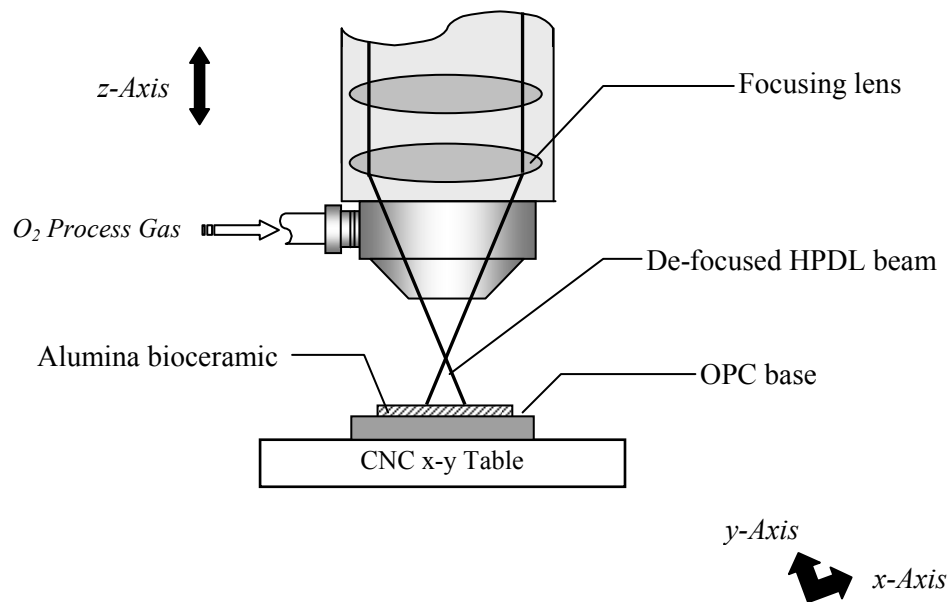 z-Axis
Focusing lens
O₂ Process Gas
De-focused HPDL beam
Alumina bioceramic
OPC base
CNC x-y Table
y-Axis
x-Axis